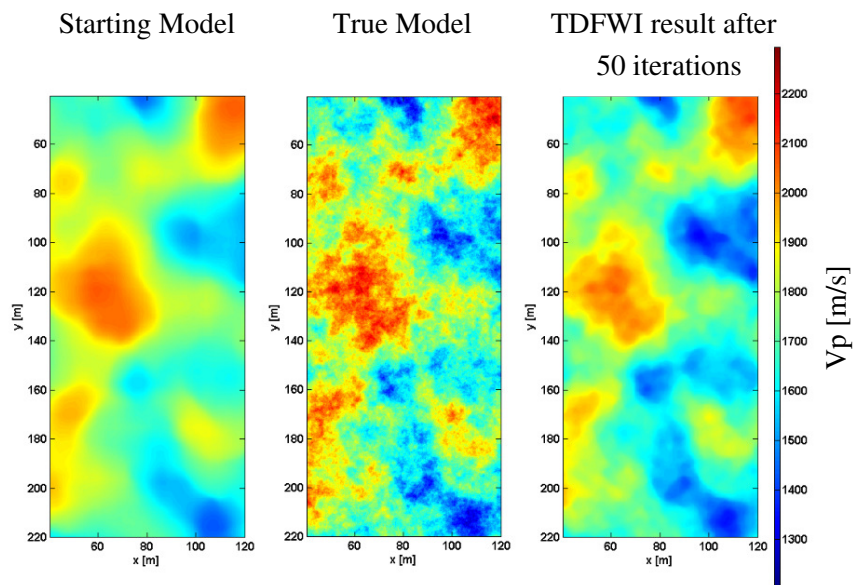 Starting Model
True Model
TDFWI result after
50 iterations
60
80
100
120
140
160
180
200
220
y [m]
60 80 100 120
x [m]
60
80
100
120
140
160
180
200
220
y [m]
60 80 100 120
x [m]
60
80
100
120
140
160
180
200
220
y [m]
60 80 100 120
x [m]
2200
2100
2000
1900
1800
1700
1600
1500
1400
1300
Vp [m/s]